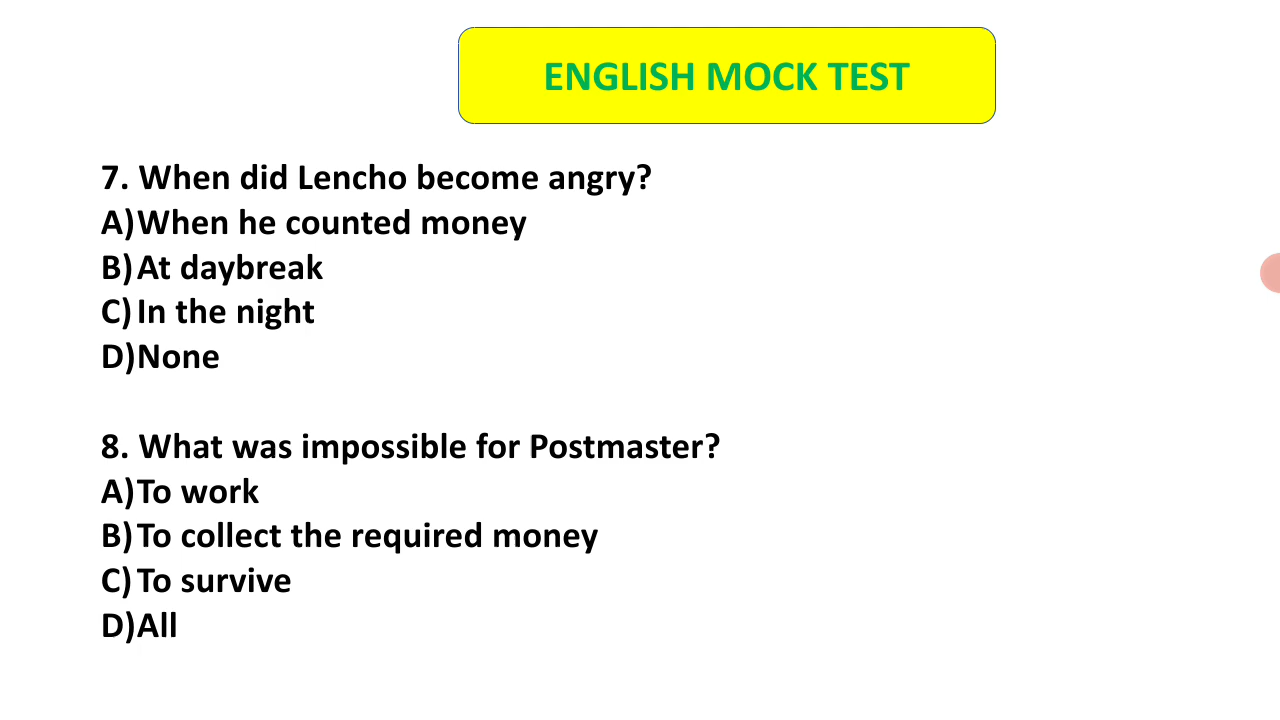 ENGLISH MOCK TEST
7. When did Lencho become angry?
A)When he counted money
B)At daybreak
C)In the night
D)None
8. What was impossible for Postmaster?
A)To work
B)To collect the required money
C)To survive
D)All